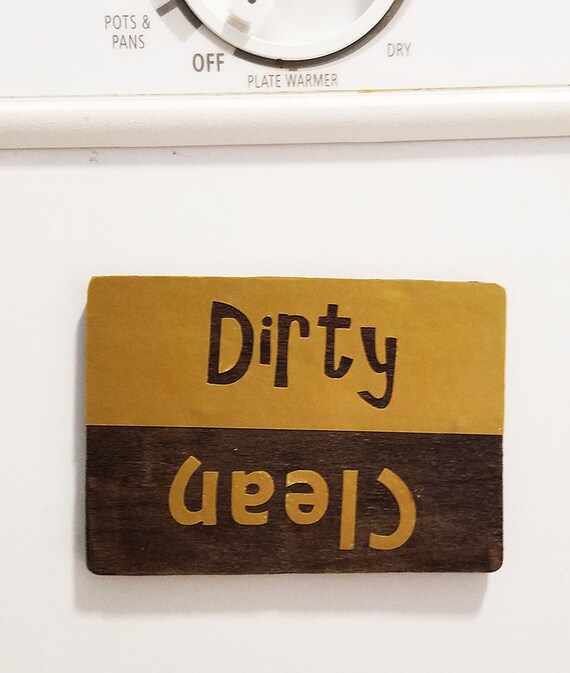 POTS &
PANS
OFF
PLATE WARMER
DRY
Dirty
Clean